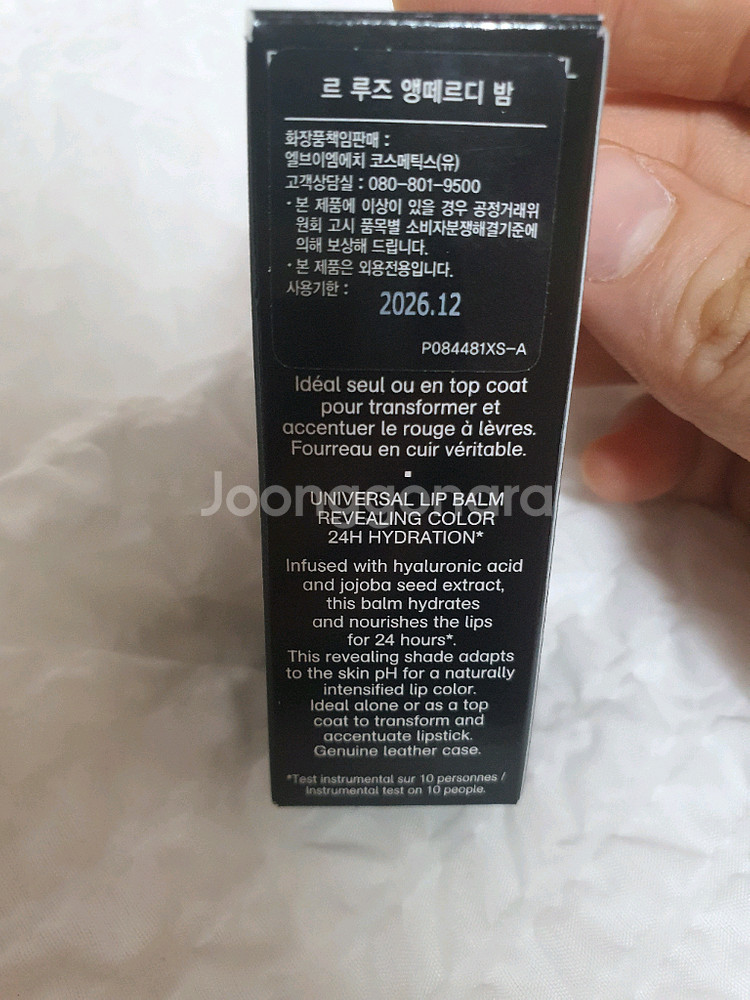 르 루즈 앵떼르디 밤
화장품책임판매 :
엘브이엠에치 코스메틱스(유)
고객상담실 : 080-801-9500
· 본 제품에 이상이 있을 경우 공정거래위
원회 고시 품목별 소비자분쟁해결기준에
의해 보상해 드립니다.
· 본 제품은 외용전용입니다.
사용기한 : 2026.12
P084481XS-A
Idéal seul ou en top coat
pour transformer et
accentuer le rouge à lèvres.
Fourreau en cuir véritable.
Joonggonara
UNIVERSAL LIP BALM
REVEALING COLOR
24H HYDRATION*
Infused with hyaluronic acid
and jojoba seed extract,
this balm hydrates
and nourishes the lips
for 24 hours*.
This revealing shade adapts
to the skin pH for a naturally
intensified lip color.
Ideal alone or as a top
coat to transform and
accentuate lipstick.
Genuine leather case.
*Test instrumental sur 10 personnes /
Instrumental test on 10 people.